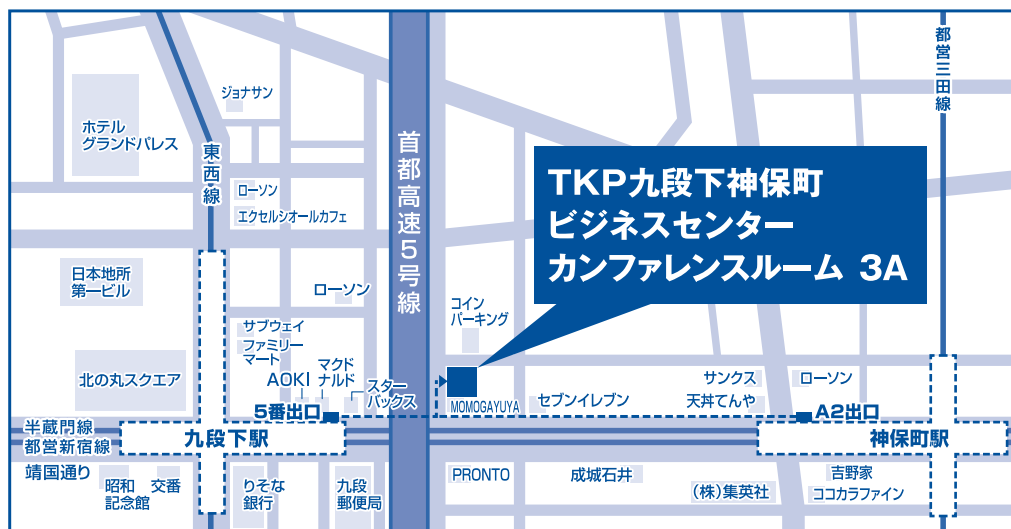 都営三田線
ジョナサン
ホテル
グランドパレス
東西線
首都高速5号線
TKP九段下神保町
ビジネスセンター
カンファレンスルーム 3A
ローソン
エクセルシオールカフェ
日本地所
第一ビル
ローソン
コイン
パーキング
サブウェイ
ファミリー
マート
北の丸スクエア
AOKI
マクド
ナルド
スター
バックス
MOMOGAYUYA
セブンイレブン
サンクス
天丼てんや
ローソン
5番出口
A2出口
半蔵門線
都営新宿線
九段下駅
神保町駅
靖国通り
昭和
記念館
交番
りそな
銀行
九段
郵便局
PRONTO
成城石井
(株)集英社
吉野家
ココカラファイン